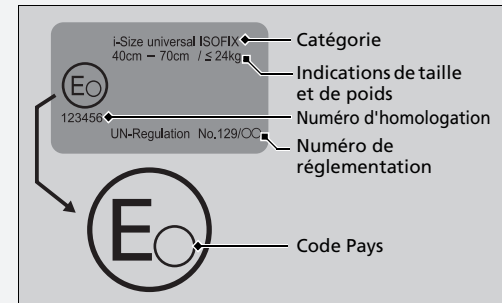 i-Size universal ISOFIX
40cm – 70cm / ≤ 24kg
E
123456
UN-Regulation No.129/○○
Catégorie
Indications de taille
et de poids
Numéro d'homologation
Numéro de
réglementation
E
Code Pays